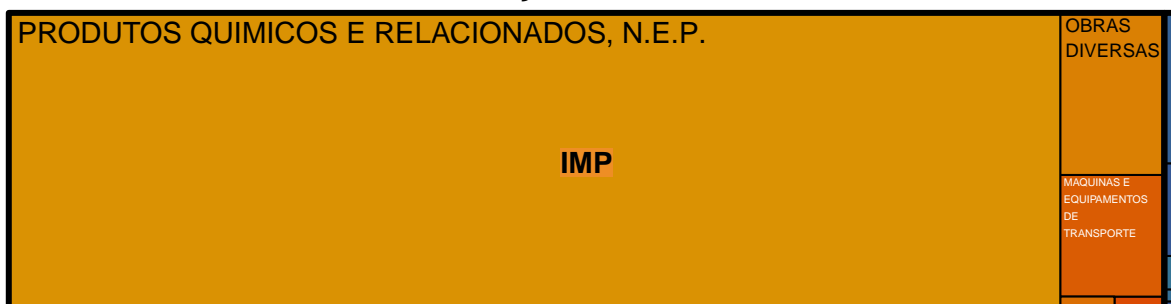 PRODUTOS QUIMICOS E RELACIONADOS, N.E.P.
OBRAS
DIVERSAS
IMP
MAQUINAS E
EQUIPAMENTOS
DE
TRANSPORTE